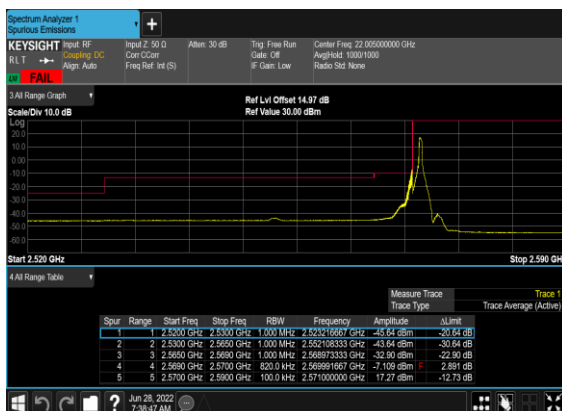 Spectrum Analyzer 1
Spurious Emissions
KEYSIGHT Input: RF Input Z: 50 Ω Atten: 30 dB Trig: Free Run Center Freq: 22.005000000 GHz
RLT Coupling: DC Corr CCorr Gate: Off Avg|Hold: 1000/1000
Align: Auto Freq Ref: Int (S) IF Gain: Low Radio Std: None
LXI FAIL
3 All Range Graph
Ref Lvl Offset 14.97 dB
Scale/Div 10.0 dB Ref Value 30.00 dBm
Log
20.0
10.0
0.00
-10.0
-20.0
-30.0
-40.0
-50.0
-60.0
Start 2.520 GHz Stop 2.590 GH
4 All Range Table
Measure Trace Trace 1
Trace Type Trace Average (Active)
Spur Range Start Freq Stop Freq RBW Frequency Amplitude ΔLimit
1 1 2.5200 GHz 2.5300 GHz 1.000 MHz 2.523216667 GHz -45.64 dBm -20.64 dB
2 2 2.5300 GHz 2.5650 GHz 1.000 MHz 2.552108333 GHz -43.64 dBm -30.64 dB
3 3 2.5650 GHz 2.5690 GHz 1.000 MHz 2.568973333 GHz -32.90 dBm -22.90 dB
4 4 2.5690 GHz 2.5700 GHz 820.0 kHz 2.569991667 GHz -7.109 dBm F 2.891 dB
5 5 2.5700 GHz 2.5900 GHz 100.0 kHz 2.571000000 GHz 17.27 dBm -12.73 dB
Jun 28, 2022
7:38:47 AM